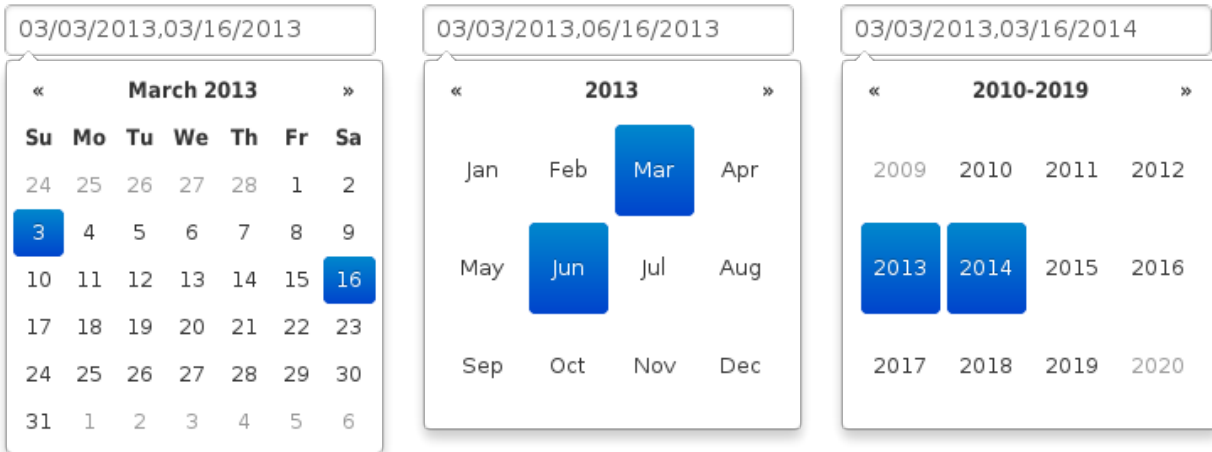 03/03/2013,03/16/2013
« March 2013 »
Su Mo Tu We Th Fr Sa
24 25 26 27 28 1 2
3 4 5 6 7 8 9
10 11 12 13 14 15 16
17 18 19 20 21 22 23
24 25 26 27 28 29 30
31 1 2 3 4 5 6
03/03/2013,06/16/2013
« 2013 »
Jan Feb Mar Apr
May Jun Jul Aug
Sep Oct Nov Dec
03/03/2013,03/16/2014
« 2010-2019 »
2009 2010 2011 2012
2013 2014 2015 2016
2017 2018 2019 2020